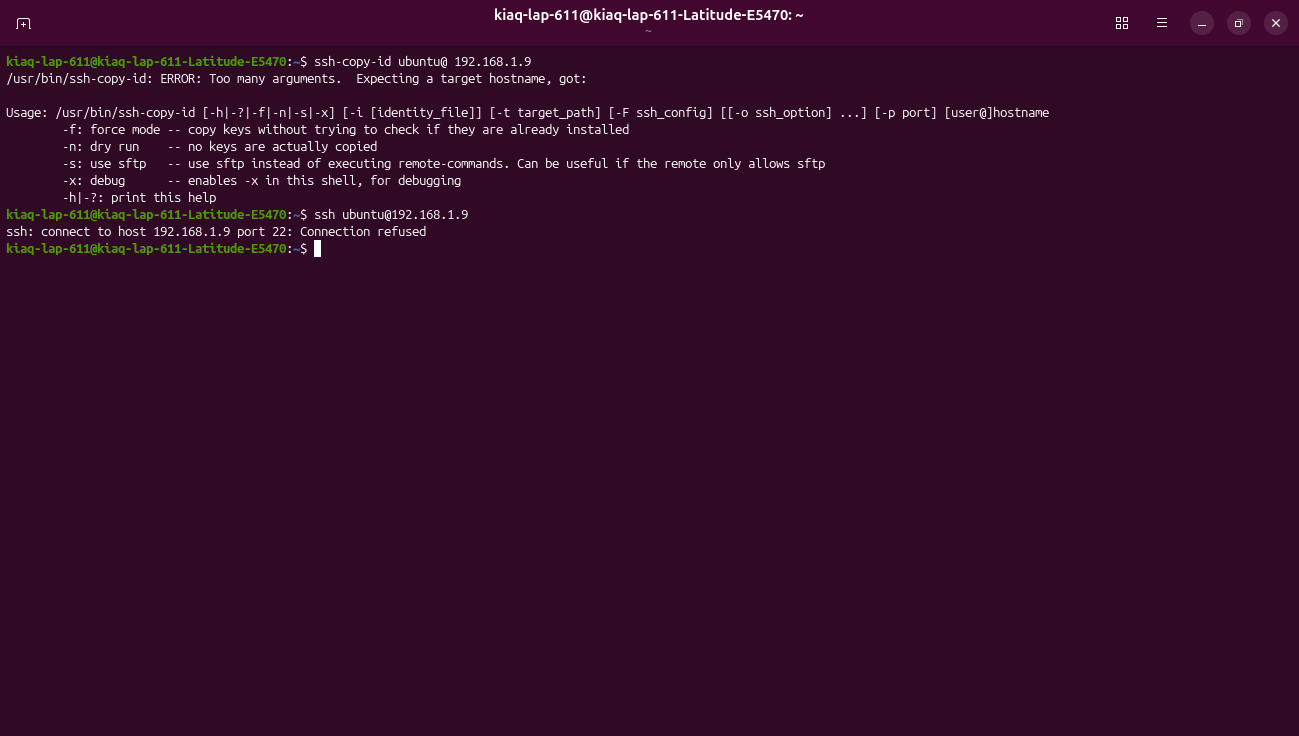 kiaq-lap-611@kiaq-lap-611-Latitude-E5470: ~
~
kiaq-lap-611@kiaq-lap-611-Latitude-E5470:~$ ssh-copy-id ubuntu@ 192.168.1.9
/usr/bin/ssh-copy-id: ERROR: Too many arguments.  Expecting a target hostname, got:
Usage: /usr/bin/ssh-copy-id [-h|-?|-f|-n|-s|-x] [-i [identity_file]] [-t target_path] [-F ssh_config] [[-o ssh_option] ...] [-p port] [user@]hostname
        -f: force mode -- copy keys without trying to check if they are already installed
        -n: dry run    -- no keys are actually copied
        -s: use sftp   -- use sftp instead of executing remote-commands. Can be useful if the remote only allows sftp
        -x: debug      -- enables -x in this shell, for debugging
        -h|-?: print this help
kiaq-lap-611@kiaq-lap-611-Latitude-E5470:~$ ssh ubuntu@192.168.1.9
ssh: connect to host 192.168.1.9 port 22: Connection refused
kiaq-lap-611@kiaq-lap-611-Latitude-E5470:~$